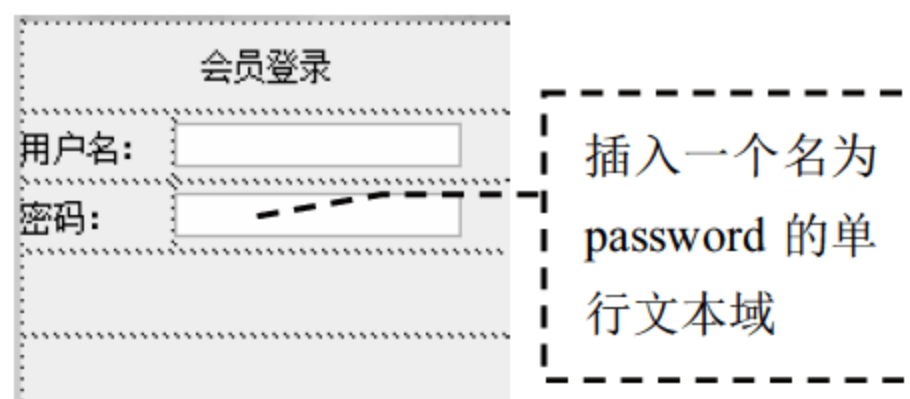 会员登录
用户名：
密码：
插入一个名为
password 的单
行文本域